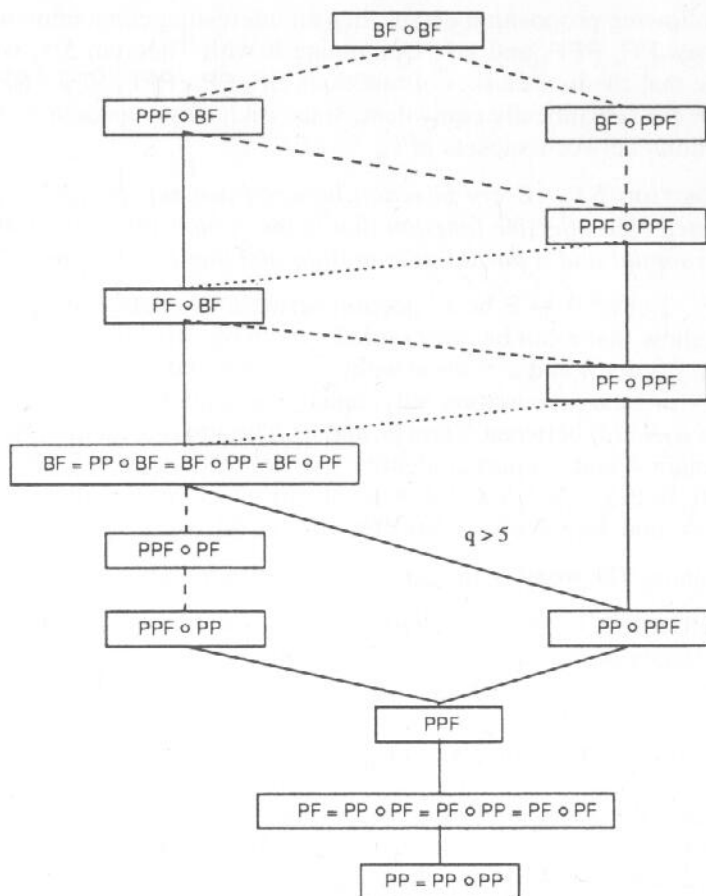 BF ∘ BF
PPF ∘ BF
BF ∘ PPF
PPF ∘ PPF
PF ∘ BF
PF ∘ PPF
BF = PP ∘ BF = BF ∘ PP = BF ∘ PF
PPF ∘ PF
q > 5
PPF ∘ PP
PP ∘ PPF
PPF
PF = PP ∘ PF = PF ∘ PP = PF ∘ PF
PP = PP ∘ PP